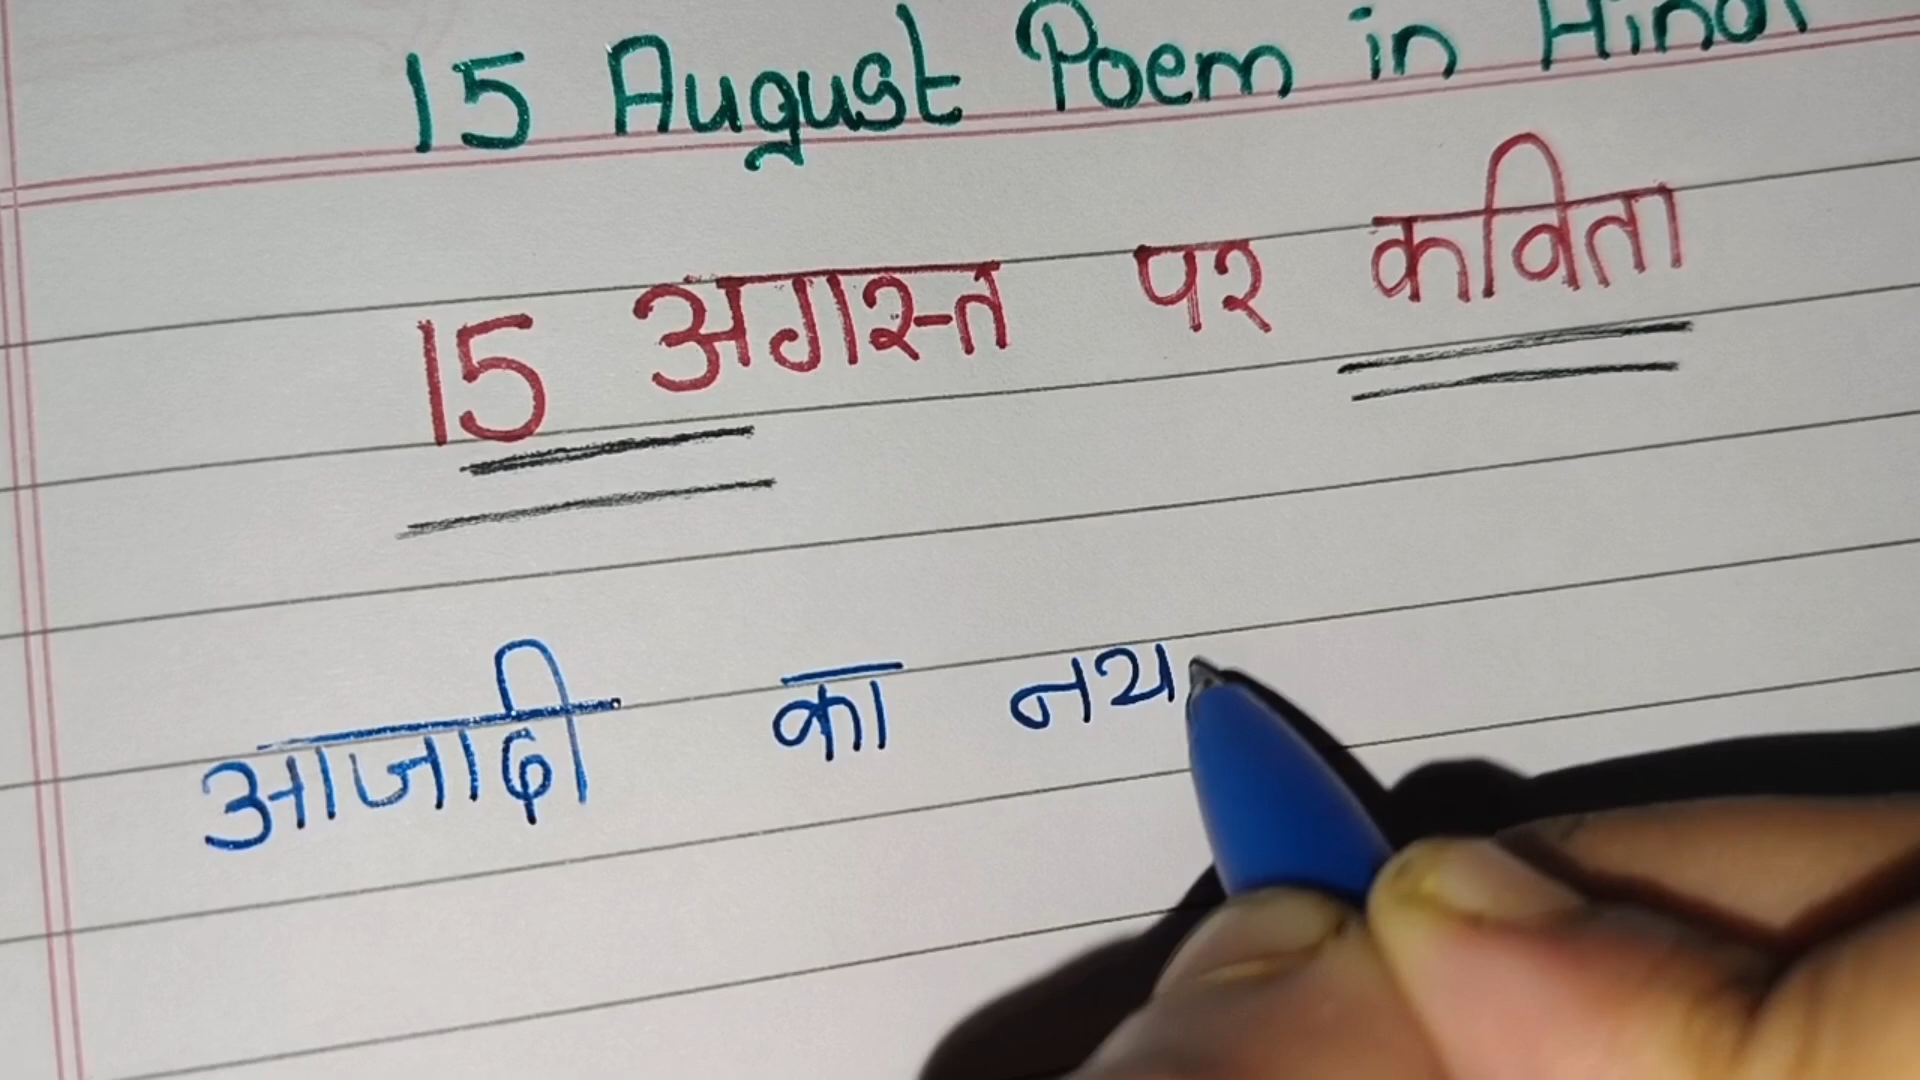 15 August Poem in Hindi
15 अगस्त पर कविता
आजादी का नय